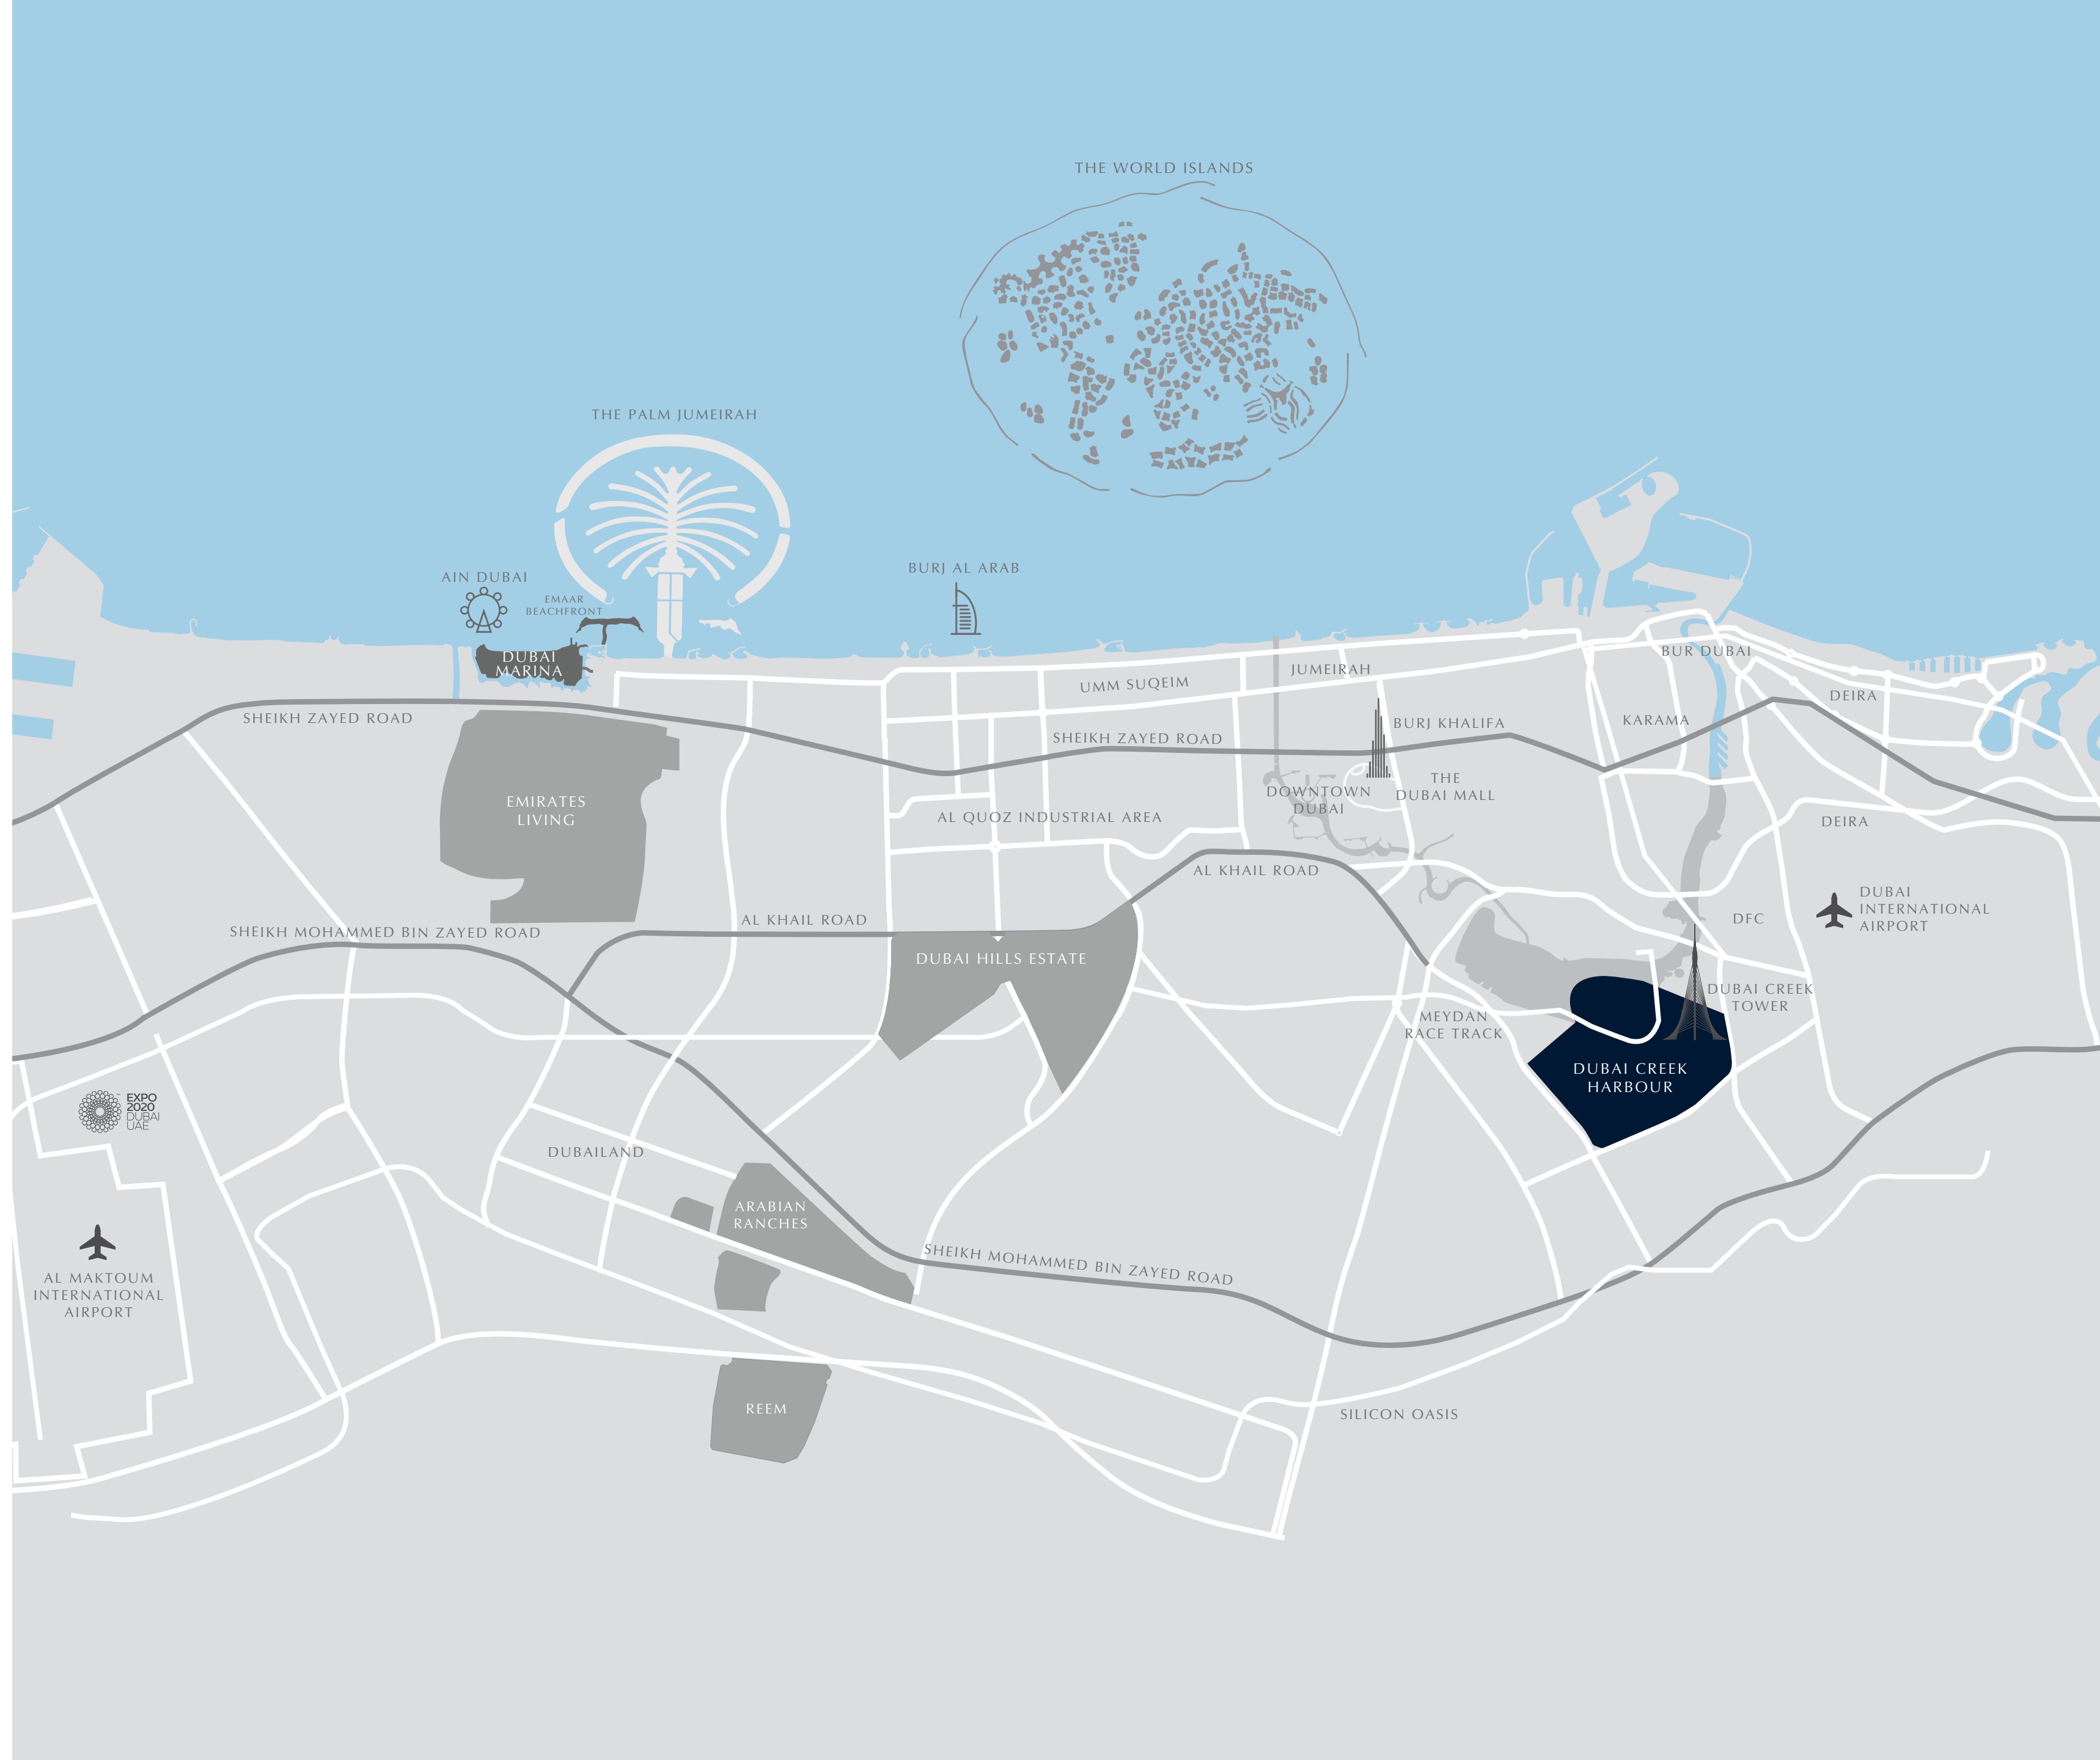 THE WORLD ISLANDS
THE PALM JUMEIRAH
BURJ AL ARAB
AIN DUBAI
EMAAR
BEACHFRONT
DUBAI
MARINA
BUR DUBAI
JUMEIRAH
UMM SUQEIM
DEIRA
SHEIKH ZAYED ROAD
KARAMA
BURJ KHALIFA
SHEIKH ZAYED ROAD
THE
DUBAI MALL
DOWNTOWN
DUBAI
EMIRATES
LIVING
AL QUOZ INDUSTRIAL AREA
DEIRA
AL KHAIL ROAD
DUBAI
INTERNATIONAL
AIRPORT
DFC
AL KHAIL ROAD
SHEIKH MOHAMMED BIN ZAYED ROAD
DUBAI HILLS ESTATE
DUBAI CREEK
TOWER
MEYDAN
RACE TRACK
DUBAI CREEK
HARBOUR
EXPO
2020
DUBAI
UAE
DUBAILAND
ARABIAN
RANCHES
SHEIKH MOHAMMED BIN ZAYED ROAD
AL MAKTOUM
INTERNATIONAL
AIRPORT
REEM
SILICON OASIS